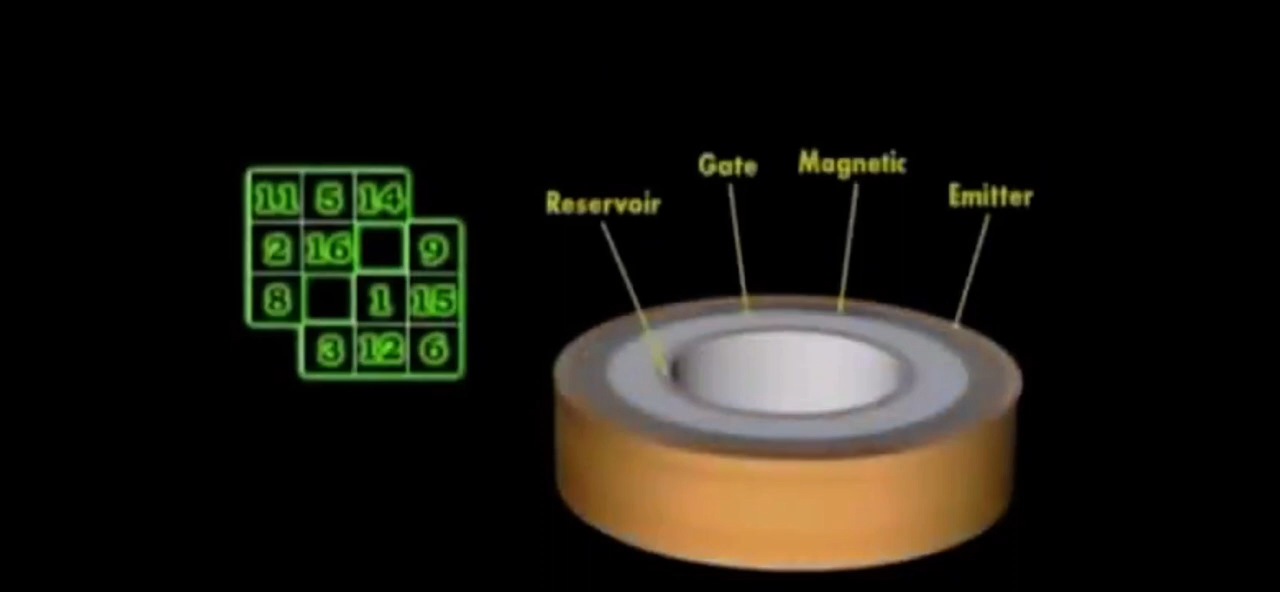 11 5 14
2 16 9
8 1 15
3 12 6
Reservoir
Gate
Magnetic
Emitter